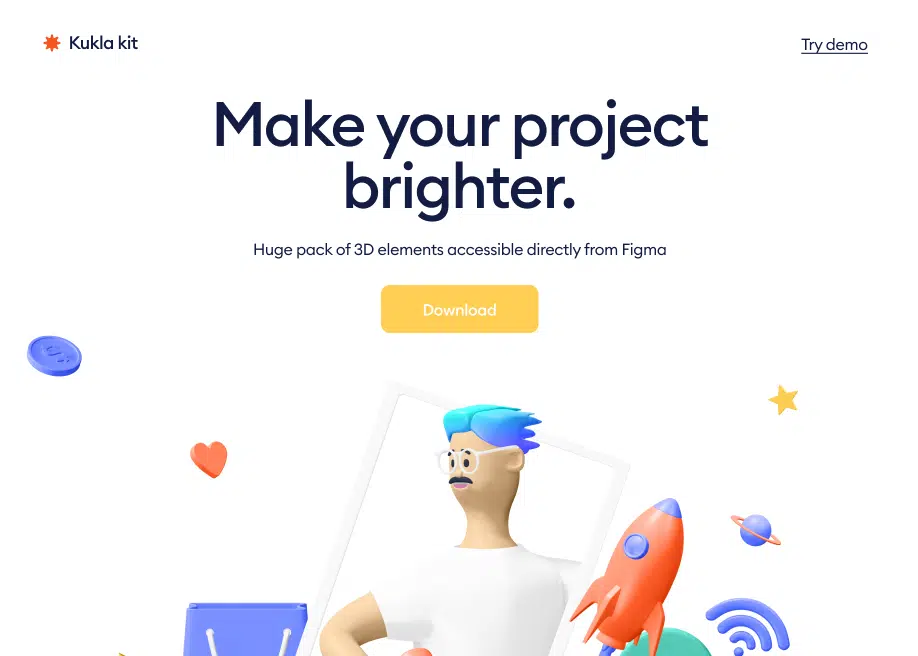 Kukla kit
Try demo
Make your project
brighter.
Huge pack of 3D elements accessible directly from Figma
Download